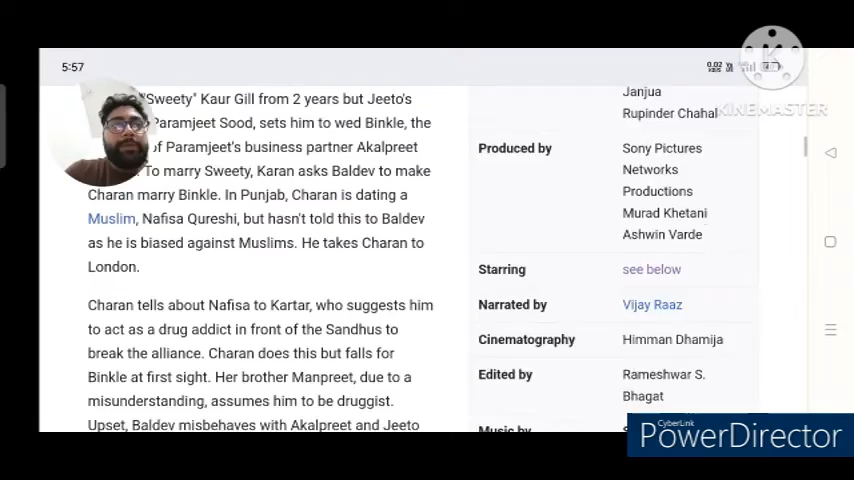 5:57
0.02
KB/S
KINEMASTER
"Sweety" Kaur Gill from 2 years but Jeeto's
Paramjeet Sood, sets him to wed Binkle, the
of Paramjeet's business partner Akalpreet
To marry Sweety, Karan asks Baldev to make
Charan marry Binkle. In Punjab, Charan is dating a
Muslim, Nafisa Qureshi, but hasn't told this to Baldev
as he is biased against Muslims. He takes Charan to
London.
Charan tells about Nafisa to Kartar, who suggests him
to act as a drug addict in front of the Sandhus to
break the alliance. Charan does this but falls for
Binkle at first sight. Her brother Manpreet, due to a
misunderstanding, assumes him to be druggist.
Upset, Baldev misbehaves with Akalpreet and Jeeto
Janjua
Rupinder Chahal
Produced by
Sony Pictures
Networks
Productions
Murad Khetani
Ashwin Varde
Starring
see below
Narrated by
Vijay Raaz
Cinematography
Himman Dhamija
Edited by
Rameshwar S.
Bhagat
Music by
CyberLink
PowerDirector